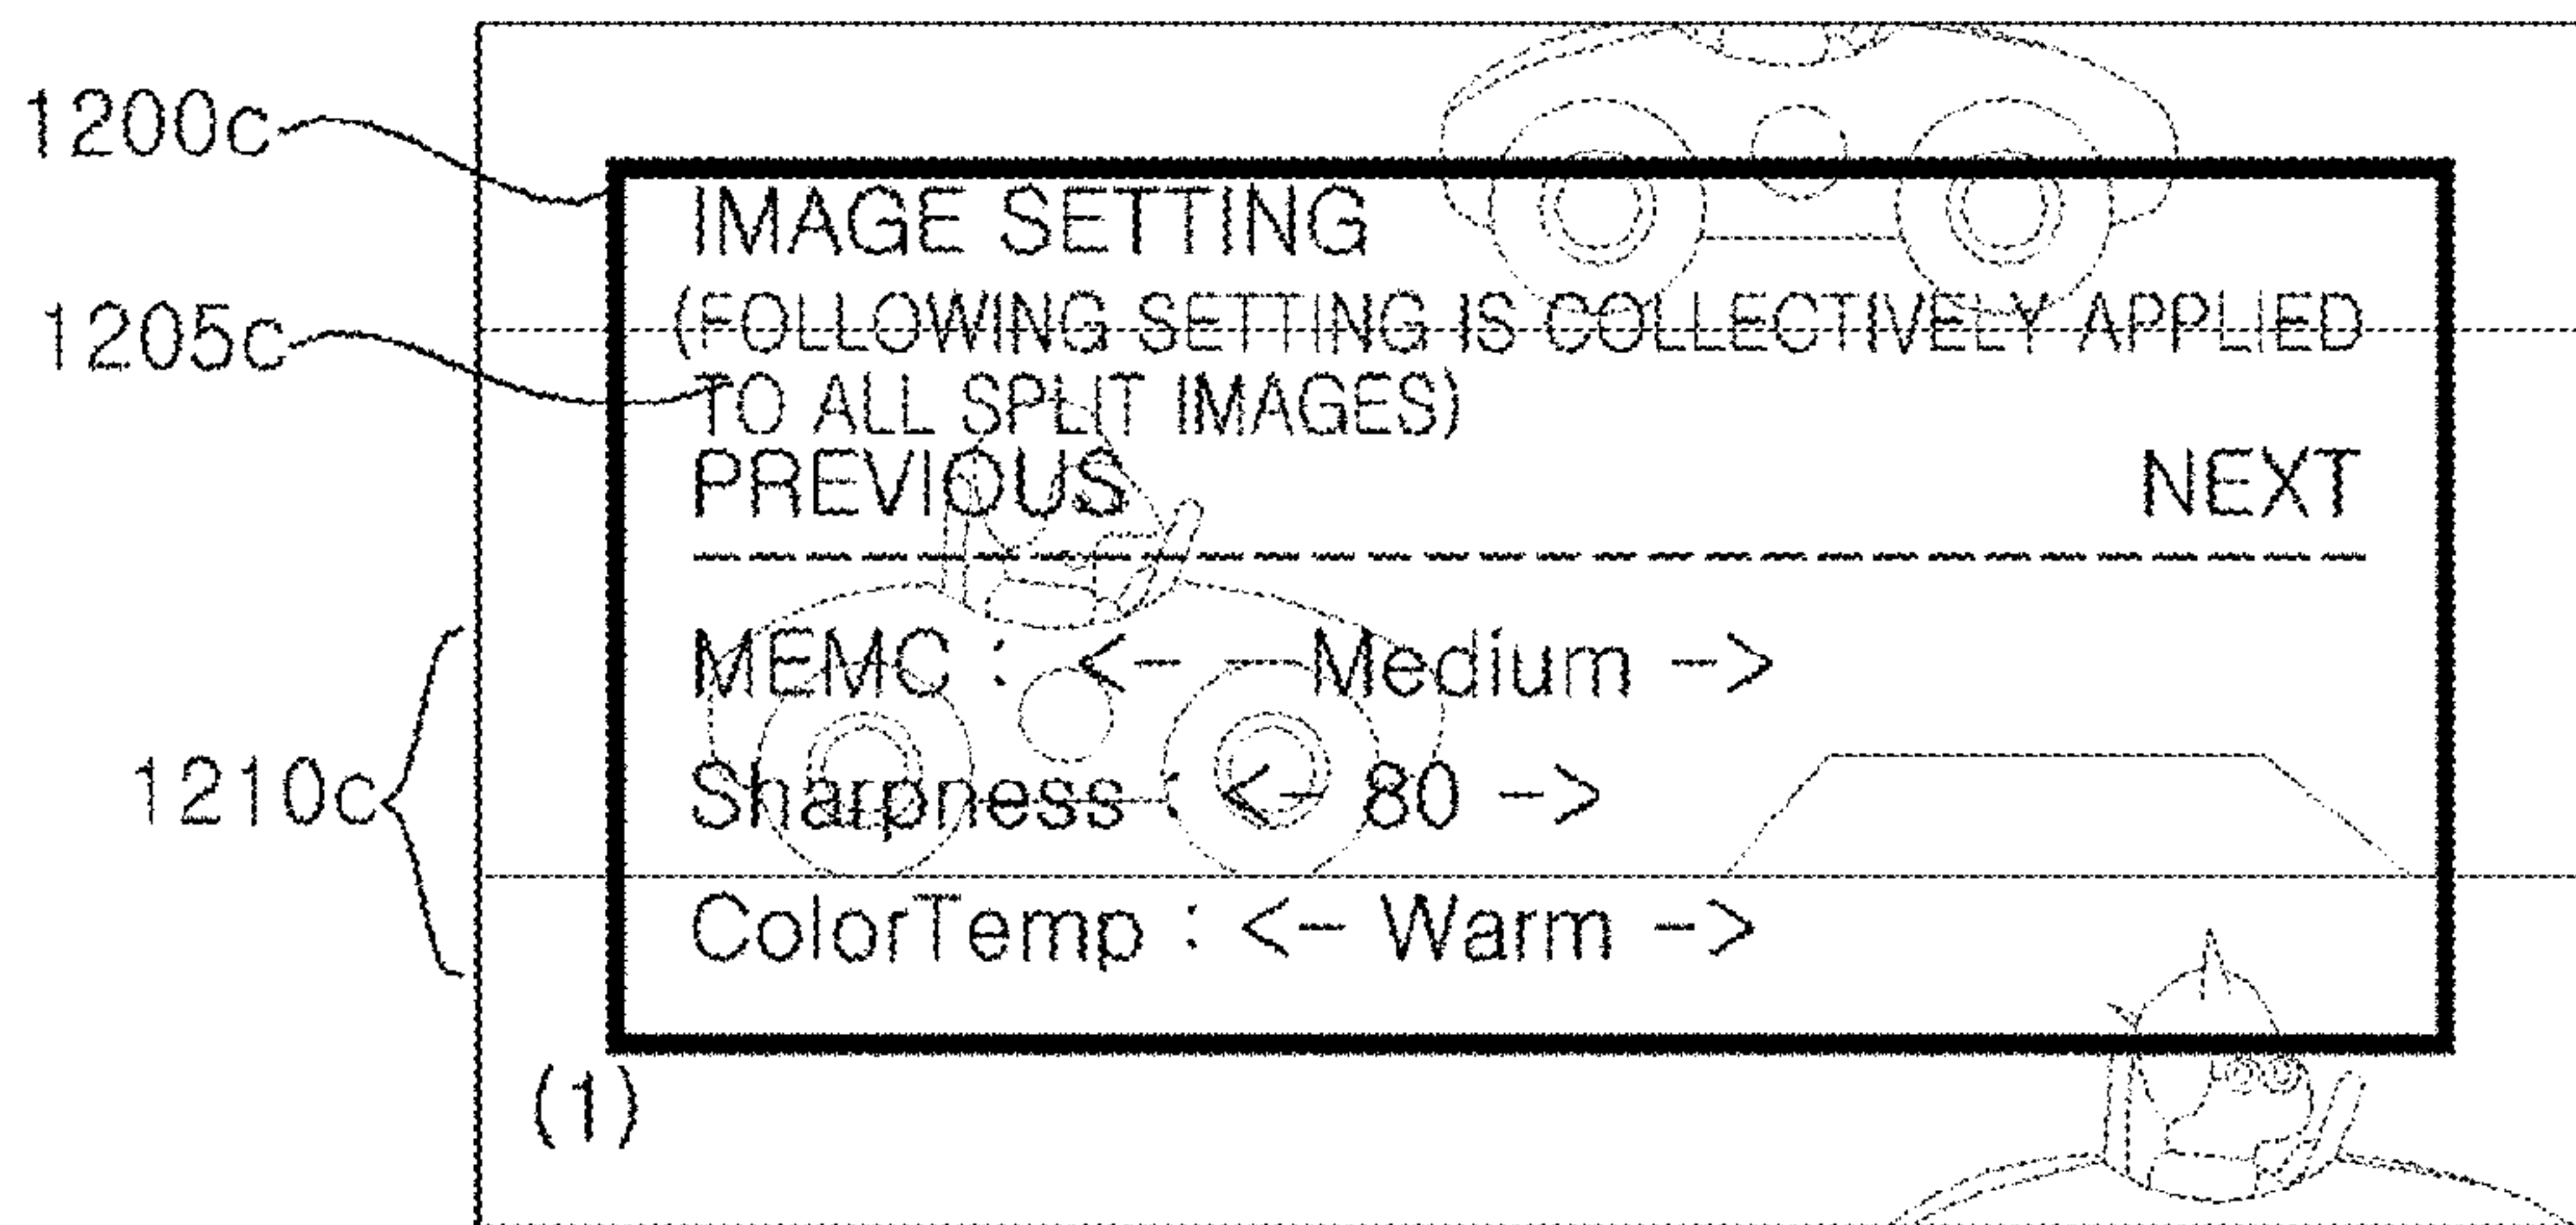 1200c
IMAGE SETTING
1205c
(FOLLOWING SETTING IS COLLECTIVELY APPLIED
TO ALL SPLIT IMAGES)
PREVIOUS NEXT
MEMC : <- Medium ->
1210c
Sharpness : <- 80 ->
ColorTemp : <- Warm ->
(1)